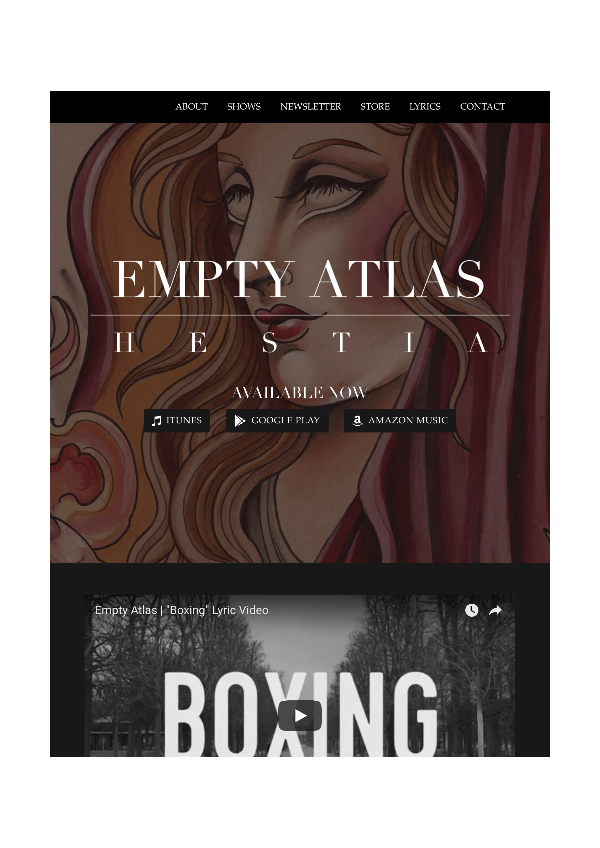 ABOUT SHOWS NEWSLETTER STORE LYRICS CONTACT
EMPTY ATLAS
HESTIA
AVAILABLE NOW
ITUNES GOOGLE PLAY AMAZON MUSIC
Empty Atlas | "Boxing" Lyric Video
BOXING